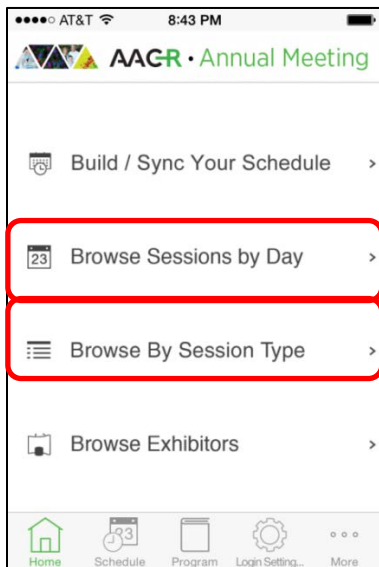 AT&T 8:43 PM
AACR · Annual Meeting
Build / Sync Your Schedule
23 Browse Sessions by Day
Browse By Session Type
Browse Exhibitors
23
Home Schedule Program Login Setting... More